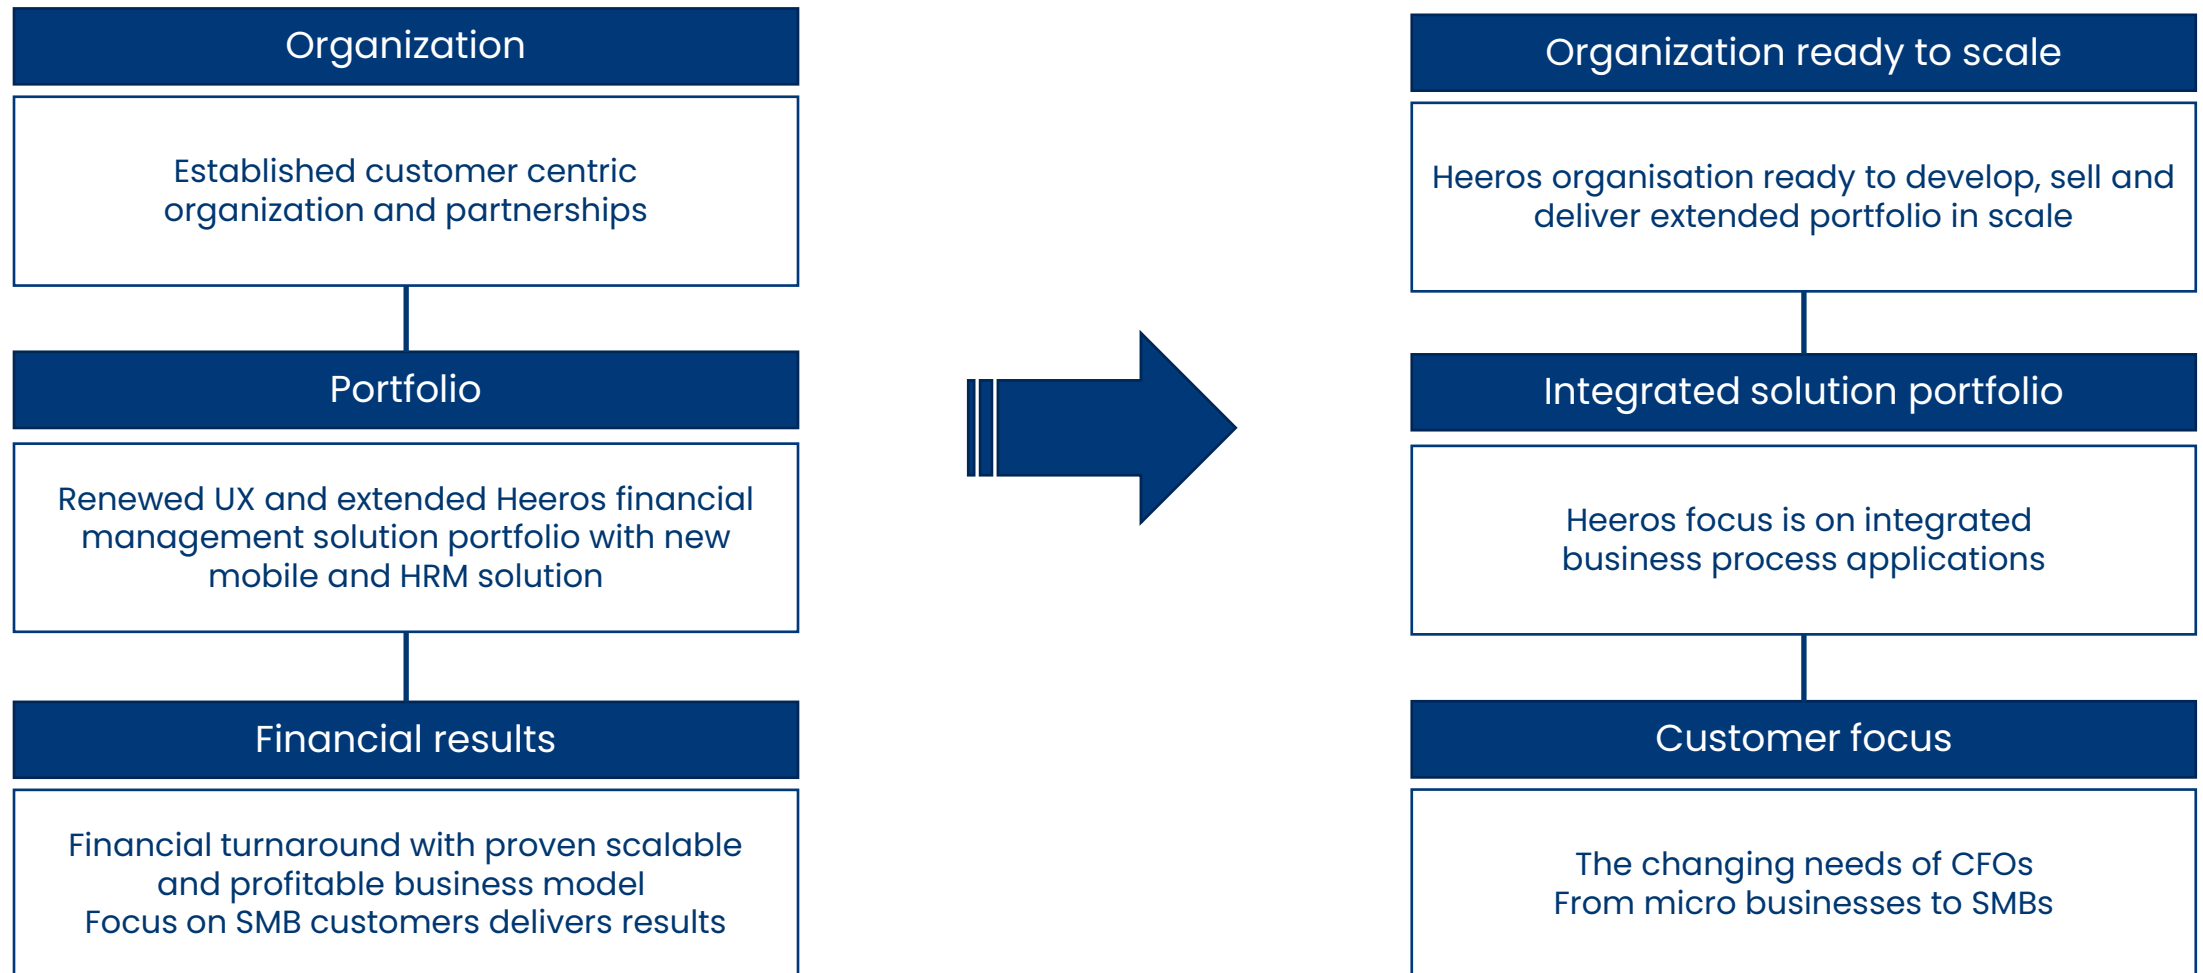 Organization
Established customer centric
organization and partnerships
Portfolio
Renewed UX and extended Heeros financial
management solution portfolio with new
mobile and HRM solution
Financial results
Financial turnaround with proven scalable
and profitable business model
Focus on SMB customers delivers results
Organization ready to scale
Heeros organisation ready to develop, sell and
deliver extended portfolio in scale
Integrated solution portfolio
Heeros focus is on integrated
business process applications
Customer focus
The changing needs of CFOs
From micro businesses to SMBs